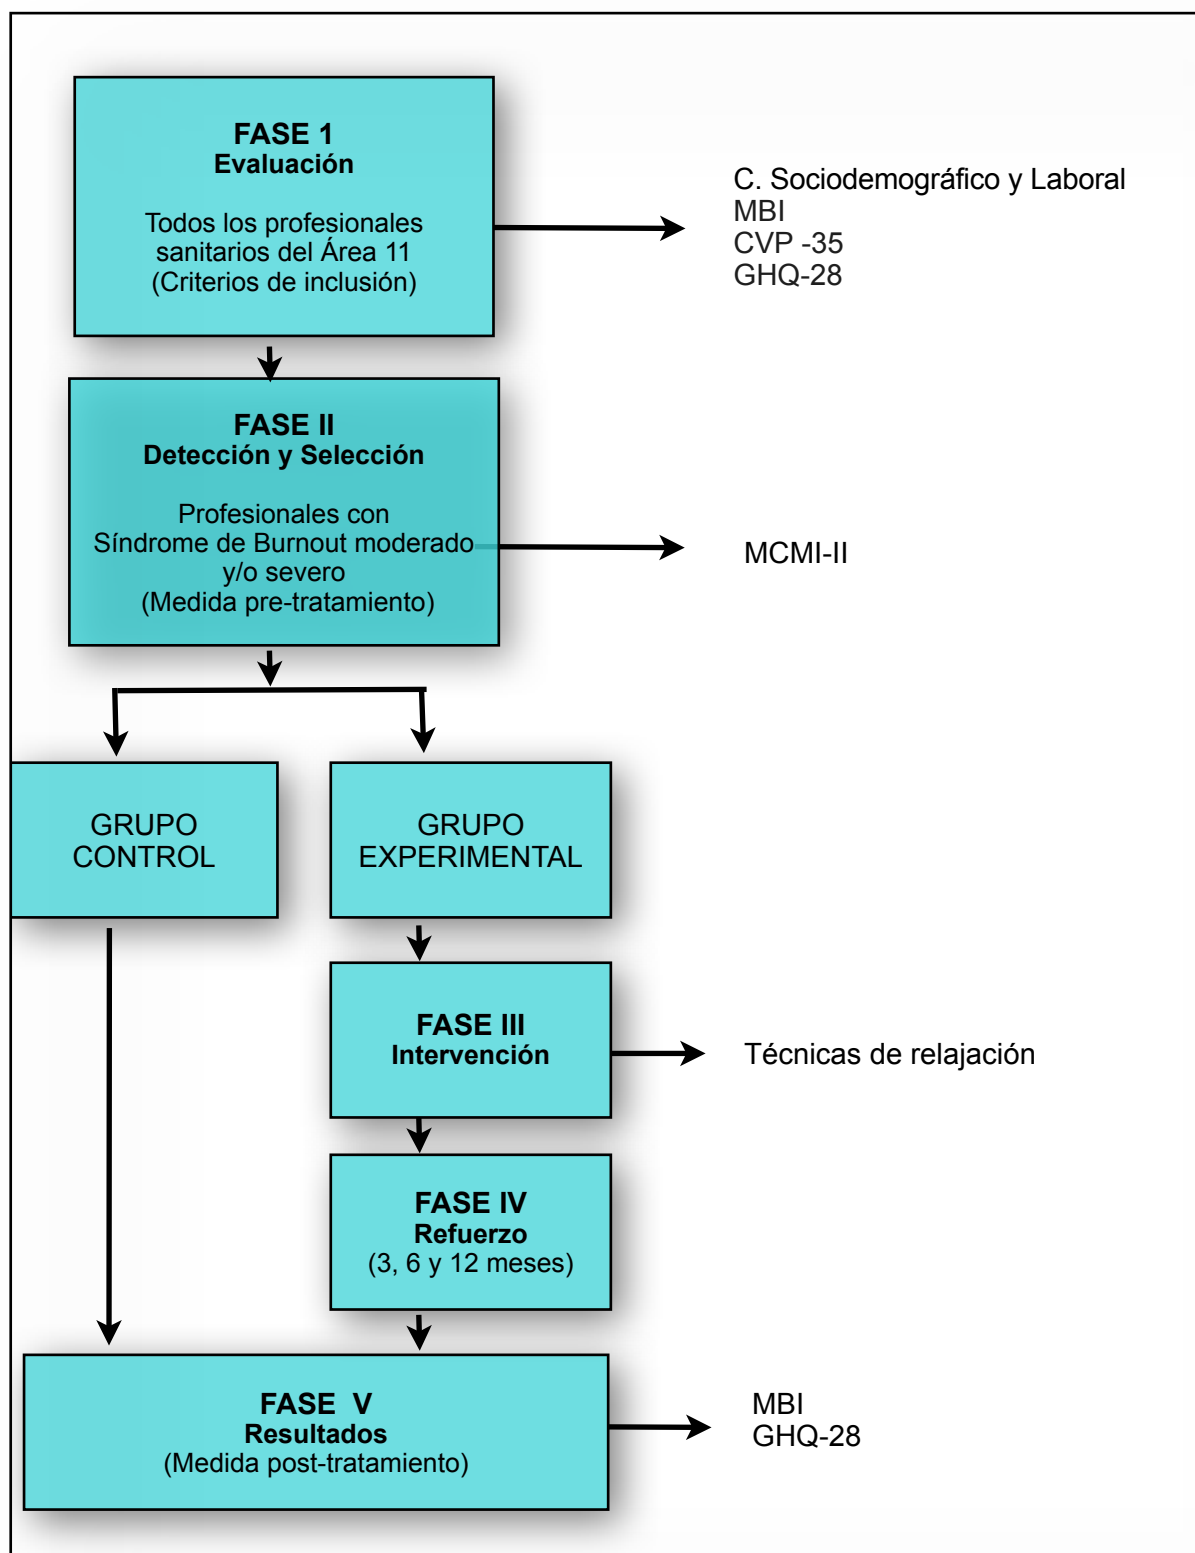 FASE 1
Evaluación
Todos los profesionales
sanitarios del Área 11
(Criterios de inclusión)
C. Sociodemográfico y Laboral
MBI
CVP -35
GHQ-28
FASE II
Detección y Selección
Profesionales con
Síndrome de Burnout moderado
y/o severo
(Medida pre-tratamiento)
MCMI-II
GRUPO
CONTROL
GRUPO
EXPERIMENTAL
FASE III
Intervención
Técnicas de relajación
FASE IV
Refuerzo
(3, 6 y 12 meses)
FASE  V
Resultados
(Medida post-tratamiento)
MBI
GHQ-28